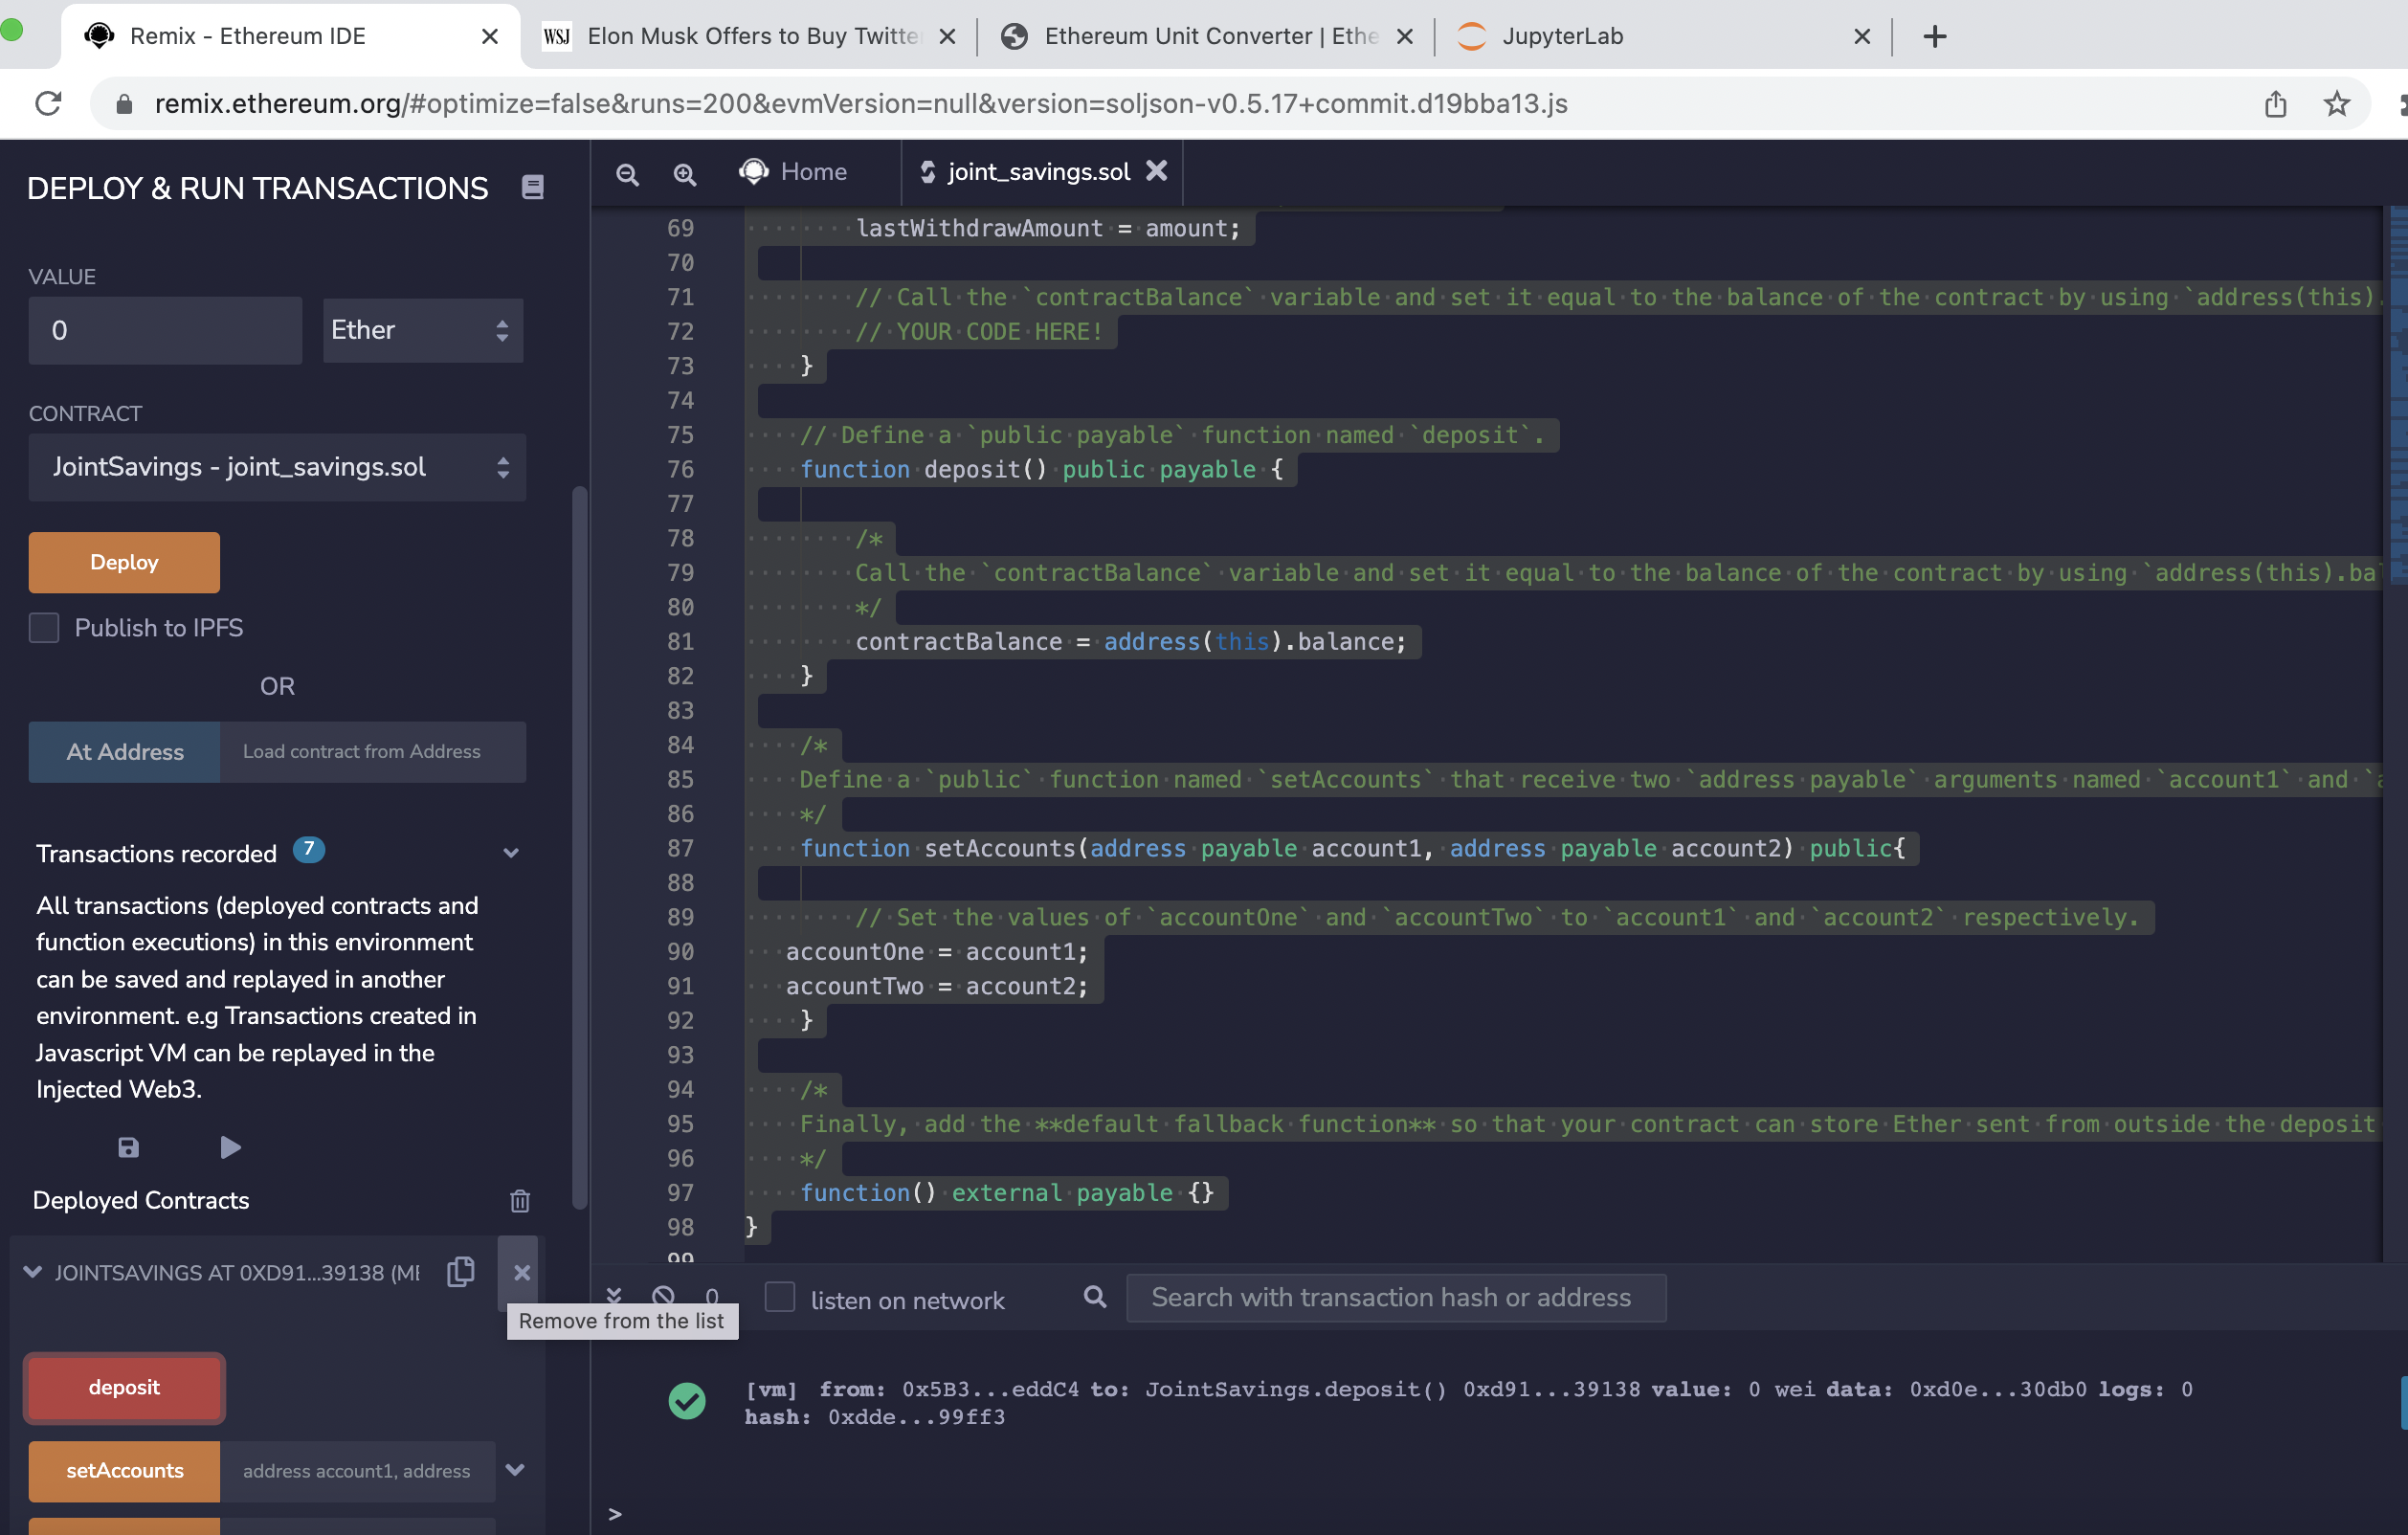 Remix - Ethereum IDE
WSJ Elon Musk Offers to Buy Twitte
Ethereum Unit Converter | Ethe
JupyterLab
remix.ethereum.org/#optimize=false&runs=200&evmVersion=null&version=soljson-v0.5.17+commit.d19bba13.js
DEPLOY & RUN TRANSACTIONS
VALUE
0
Ether
CONTRACT
JointSavings - joint_savings.sol
Deploy
Publish to IPFS
OR
At Address
Load contract from Address
Transactions recorded 7
All transactions (deployed contracts and
function executions) in this environment
can be saved and replayed in another
environment. e.g Transactions created in
Javascript VM can be replayed in the
Injected Web3.
Deployed Contracts
JOINTSAVINGS AT 0XD91...39138 (ME
Remove from the list
deposit
setAccounts
address account1, address
Home
joint_savings.sol
69 lastWithdrawAmount = amount;
70
71 // Call the `contractBalance` variable and set it equal to the balance of the contract by using `address(this).
72 // YOUR CODE HERE!
73 }
74
75 // Define a `public payable` function named `deposit`.
76 function deposit() public payable {
77
78 /*
79 Call the `contractBalance` variable and set it equal to the balance of the contract by using `address(this).bal
80 */
81 contractBalance = address(this).balance;
82 }
83
84 /*
85 Define a `public` function named `setAccounts` that receive two `address payable` arguments named `account1` and `a
86 */
87 function setAccounts(address payable account1, address payable account2) public{
88
89 // Set the values of `accountOne` and `accountTwo` to `account1` and `account2` respectively.
90 accountOne = account1;
91 accountTwo = account2;
92 }
93
94 /*
95 Finally, add the **default fallback function** so that your contract can store Ether sent from outside the deposit
96 */
97 function() external payable {}
98 }
99
0
listen on network
Search with transaction hash or address
[vm] from: 0x5B3...eddC4 to: JointSavings.deposit() 0xd91...39138 value: 0 wei data: 0xd0e...30db0 logs: 0
hash: 0xdde...99ff3
>